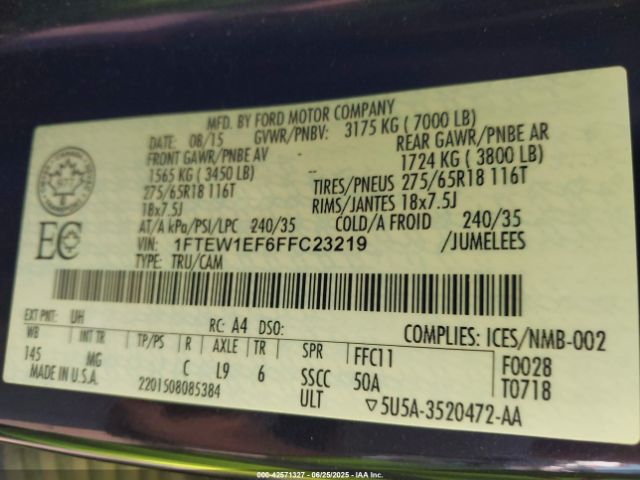 MFD. BY FORD MOTOR COMPANY
DATE: 08/15 GVWR/PNBV: 3175 KG ( 7000 LB)
FRONT GAWR/PNBE AV REAR GAWR/PNBE AR
1565 KG ( 3450 LB) 1724 KG ( 3800 LB)
275/65R18 116T TIRES/PNEUS 275/65R18 116T
18x7.5J RIMS/JANTES 18x7.5J
AT/A kPa/PSI/LPC 240/35 COLD/A FROID 240/35
VIN: 1FTEW1EF6FFC23219 /JUMELEES
TYPE: TRU/CAM
EC
EXT PNT: UH RC: A4 DSO: COMPLIES: ICES/NMB-002
WB INT TR TP/PS R AXLE TR SPR FFC11 F0028
145 MG C L9 6 SSCC 50A T0718
MADE IN U.S.A. 2201508085384 ULT ▽5U5A-3520472-AA
000-42571327 - 06/25/2025 - © IAA, LLC